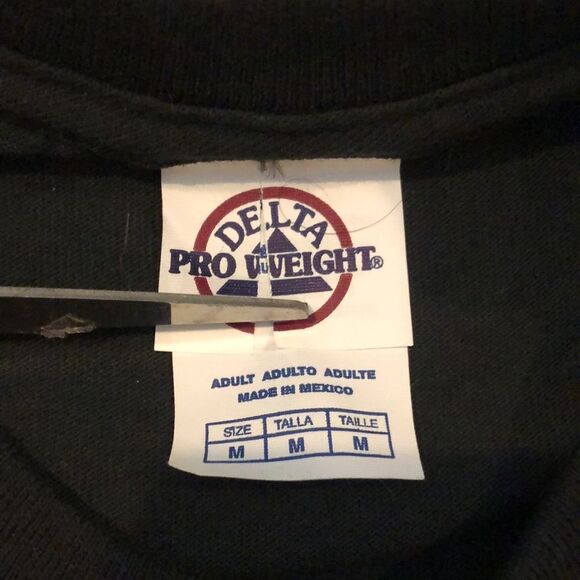 DELTA
PRO WEIGHT®
ADULT ADULTO ADULTE
MADE IN MEXICO
SIZE TALLA TAILLE
M M M